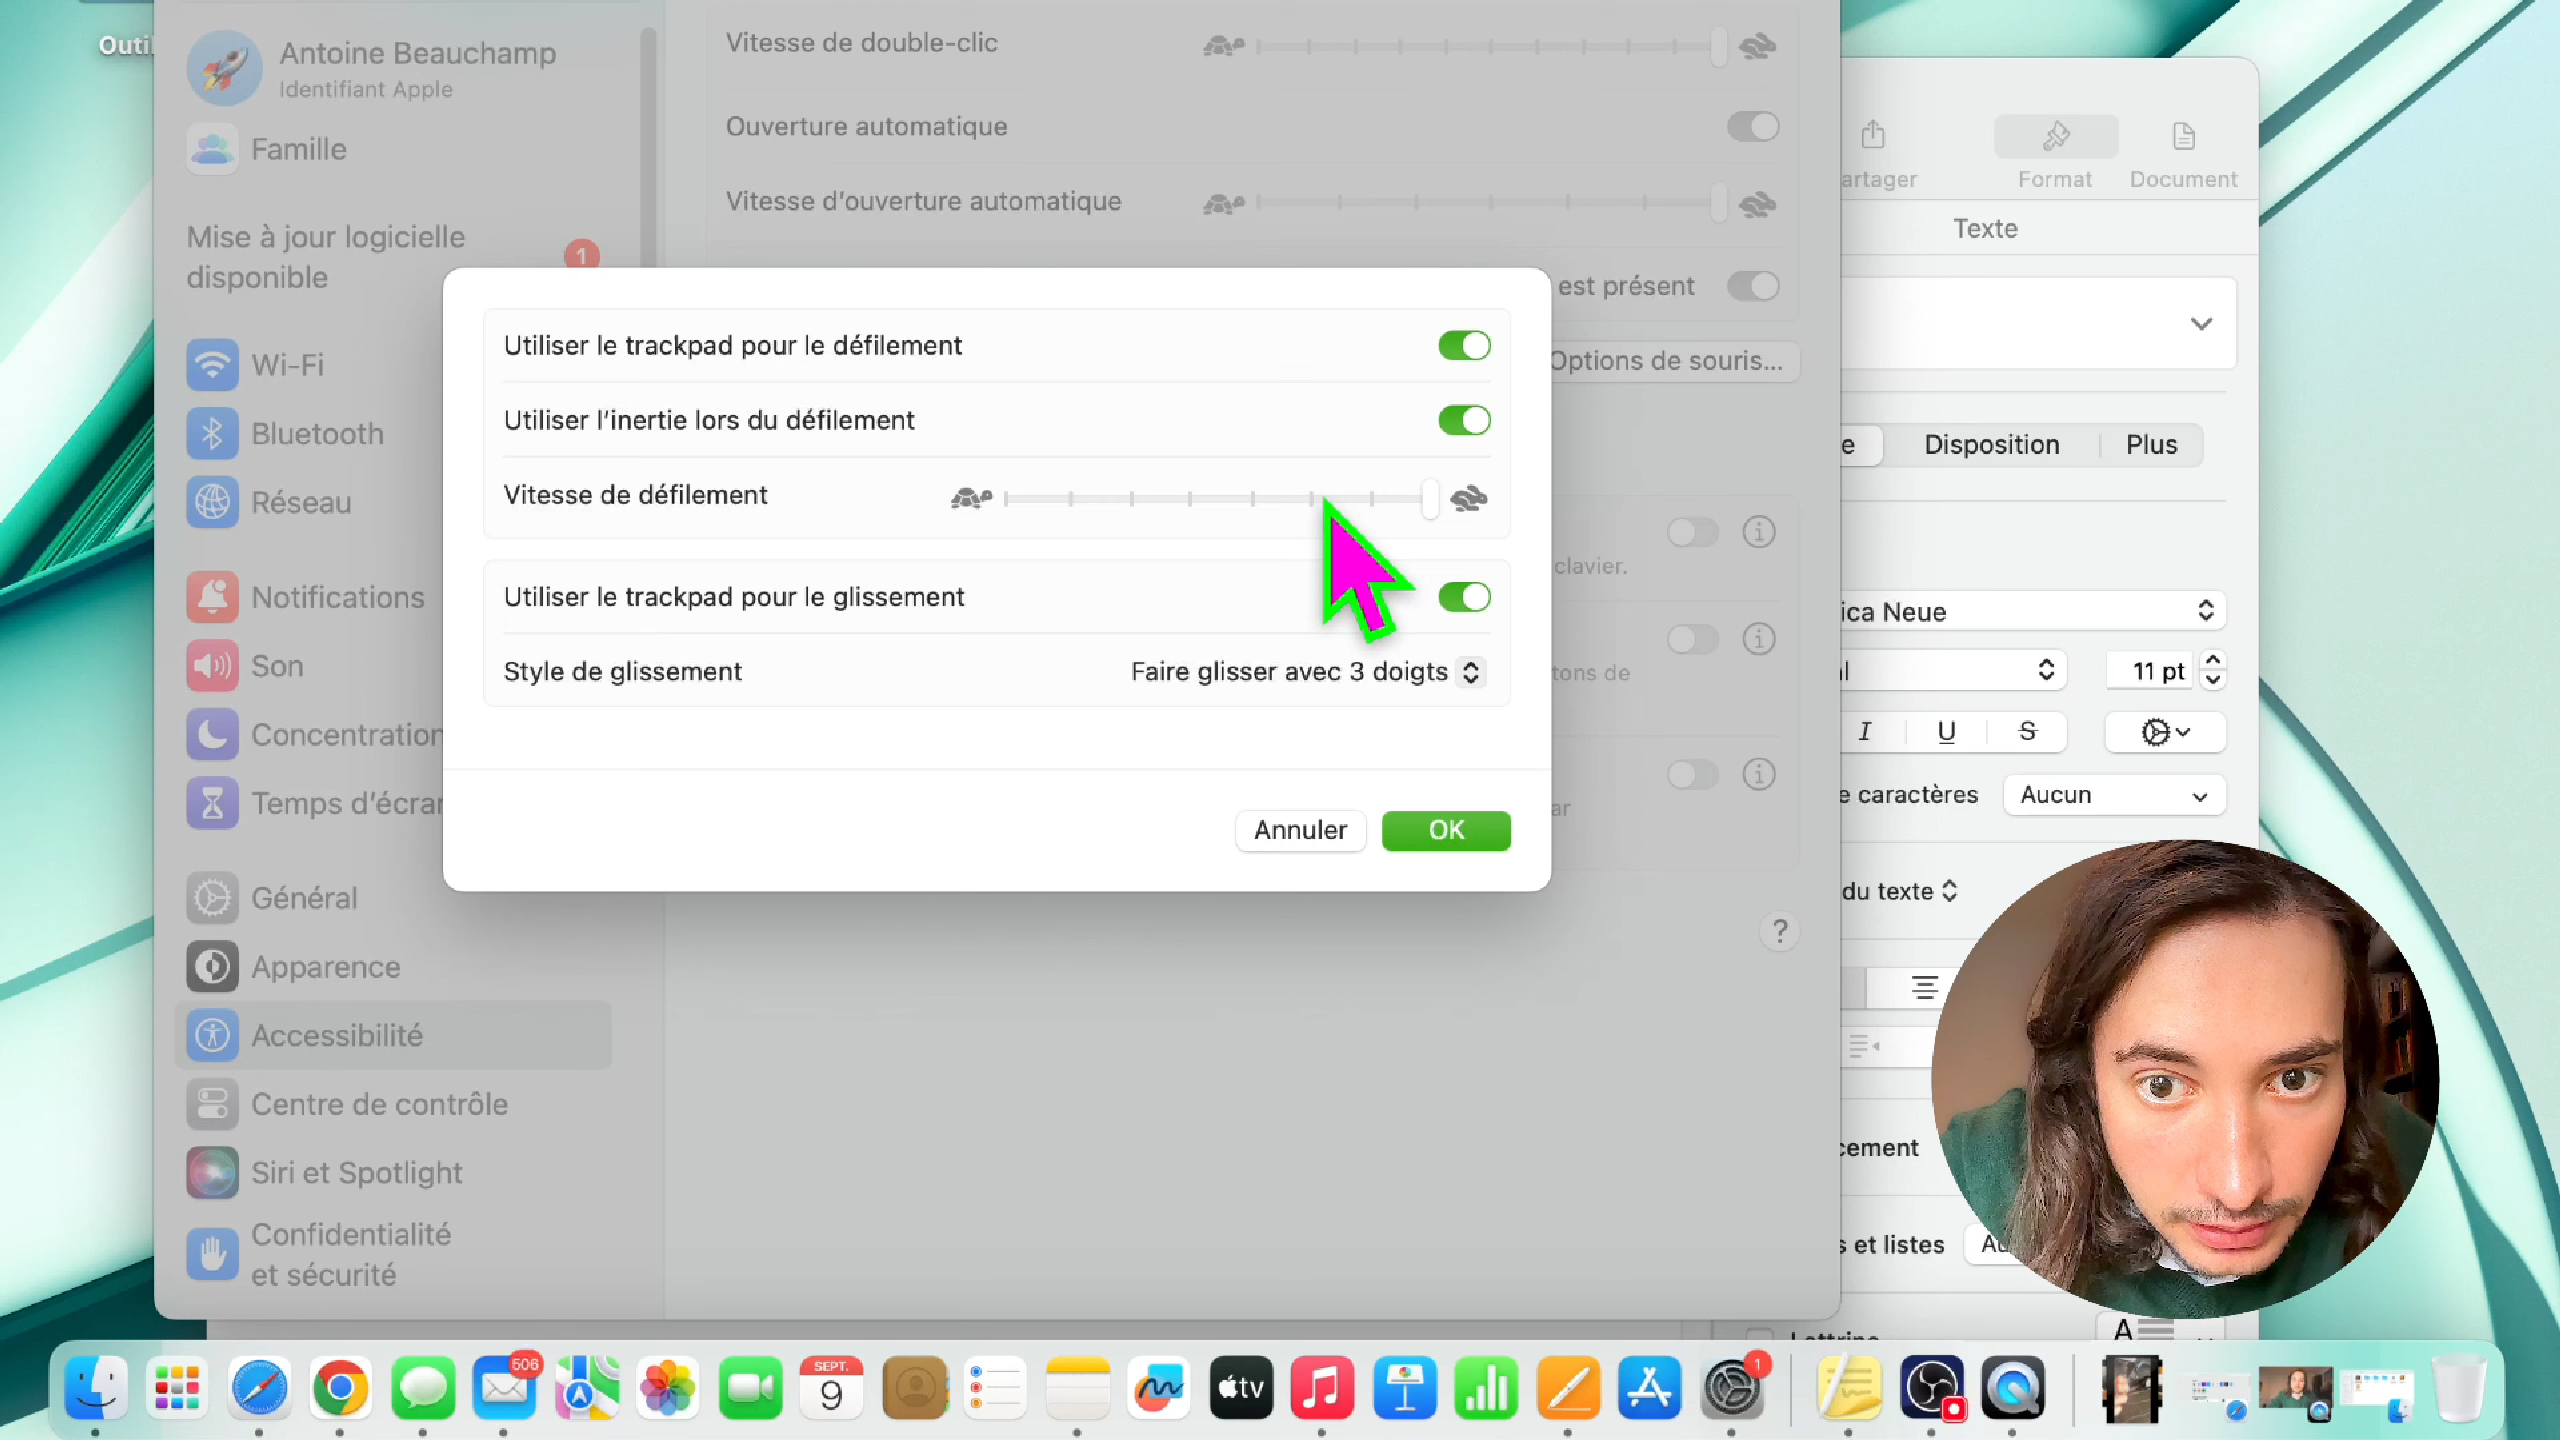 Outi
Antoine Beauchamp
Identifiant Apple
Famille
Mise à jour logicielle
disponible
1
Wi-Fi
Bluetooth
Réseau
Notifications
Son
Concentration
Temps d'écran
Général
Apparence
Accessibilité
Centre de contrôle
Siri et Spotlight
Confidentialité
et sécurité
Vitesse de double-clic
Ouverture automatique
Vitesse d'ouverture automatique
est présent
Options de souris...
clavier.
tons de
ar
?
Utiliser le trackpad pour le défilement
Utiliser l'inertie lors du défilement
Vitesse de défilement
Utiliser le trackpad pour le glissement
Style de glissement Faire glisser avec 3 doigts
Annuler OK
artager Format Document
Texte
e Disposition Plus
ica Neue
l 11 pt
I U S
e caractères Aucun
du texte
cement
s et listes Au
Lettrine A
506
SEPT.
9
tv
1